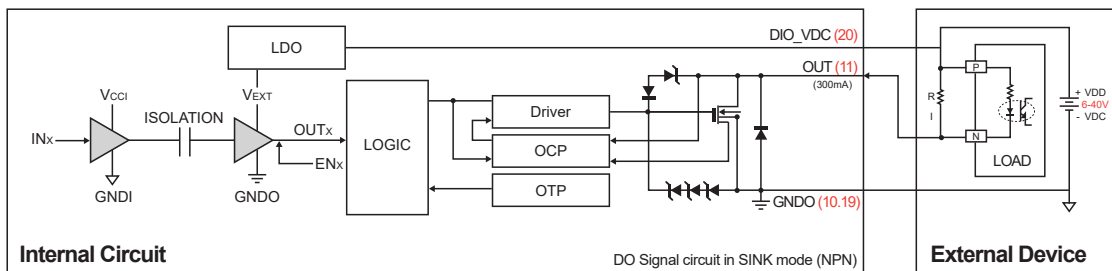 LDO
DIO_VDC (20)
OUT (11)
(300mA)
VCCI
ISOLATION
VEXT
INX
OUTX
ENX
GNDI
GNDO
LOGIC
Driver
OCP
OTP
GNDO (10.19)
P
R
I
N
LOAD
+ VDD
6-40V
- VDC
Internal Circuit
DO Signal circuit in SINK mode (NPN)
External Device